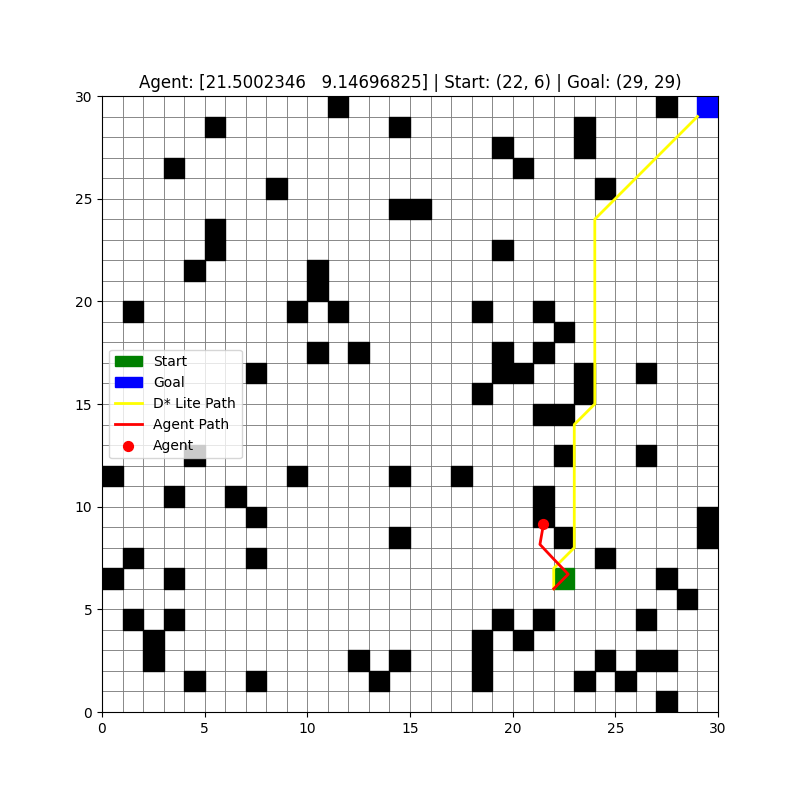 Agent: [21.5002346   9.14696825] | Start: (22, 6) | Goal: (29, 29)
30
25
20
15
10
5
0
Start
Goal
D* Lite Path
Agent Path
Agent
0 5 10 15 20 25 30